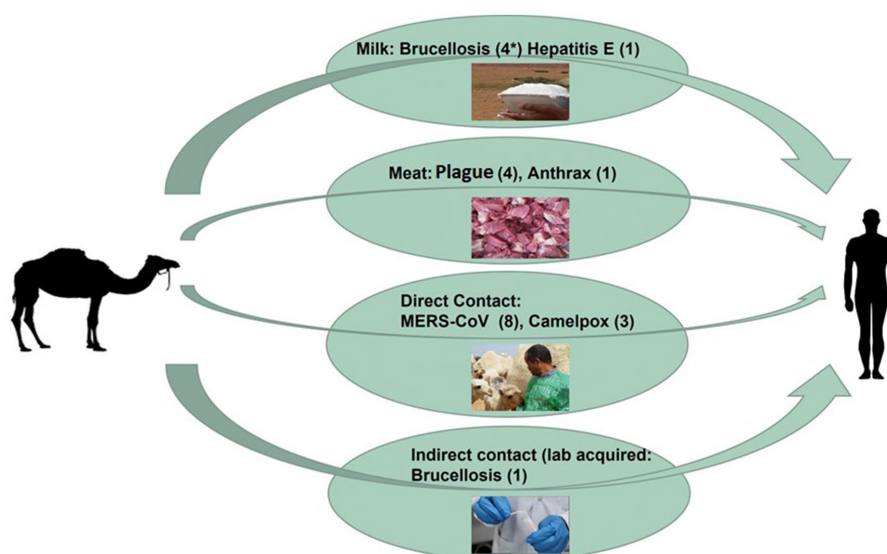 Milk: Brucellosis (4*) Hepatitis E (1)
Meat: Plague (4), Anthrax (1)
Direct Contact:
MERS-CoV (8), Camelpox (3)
Indirect contact (lab acquired:
Brucellosis (1)